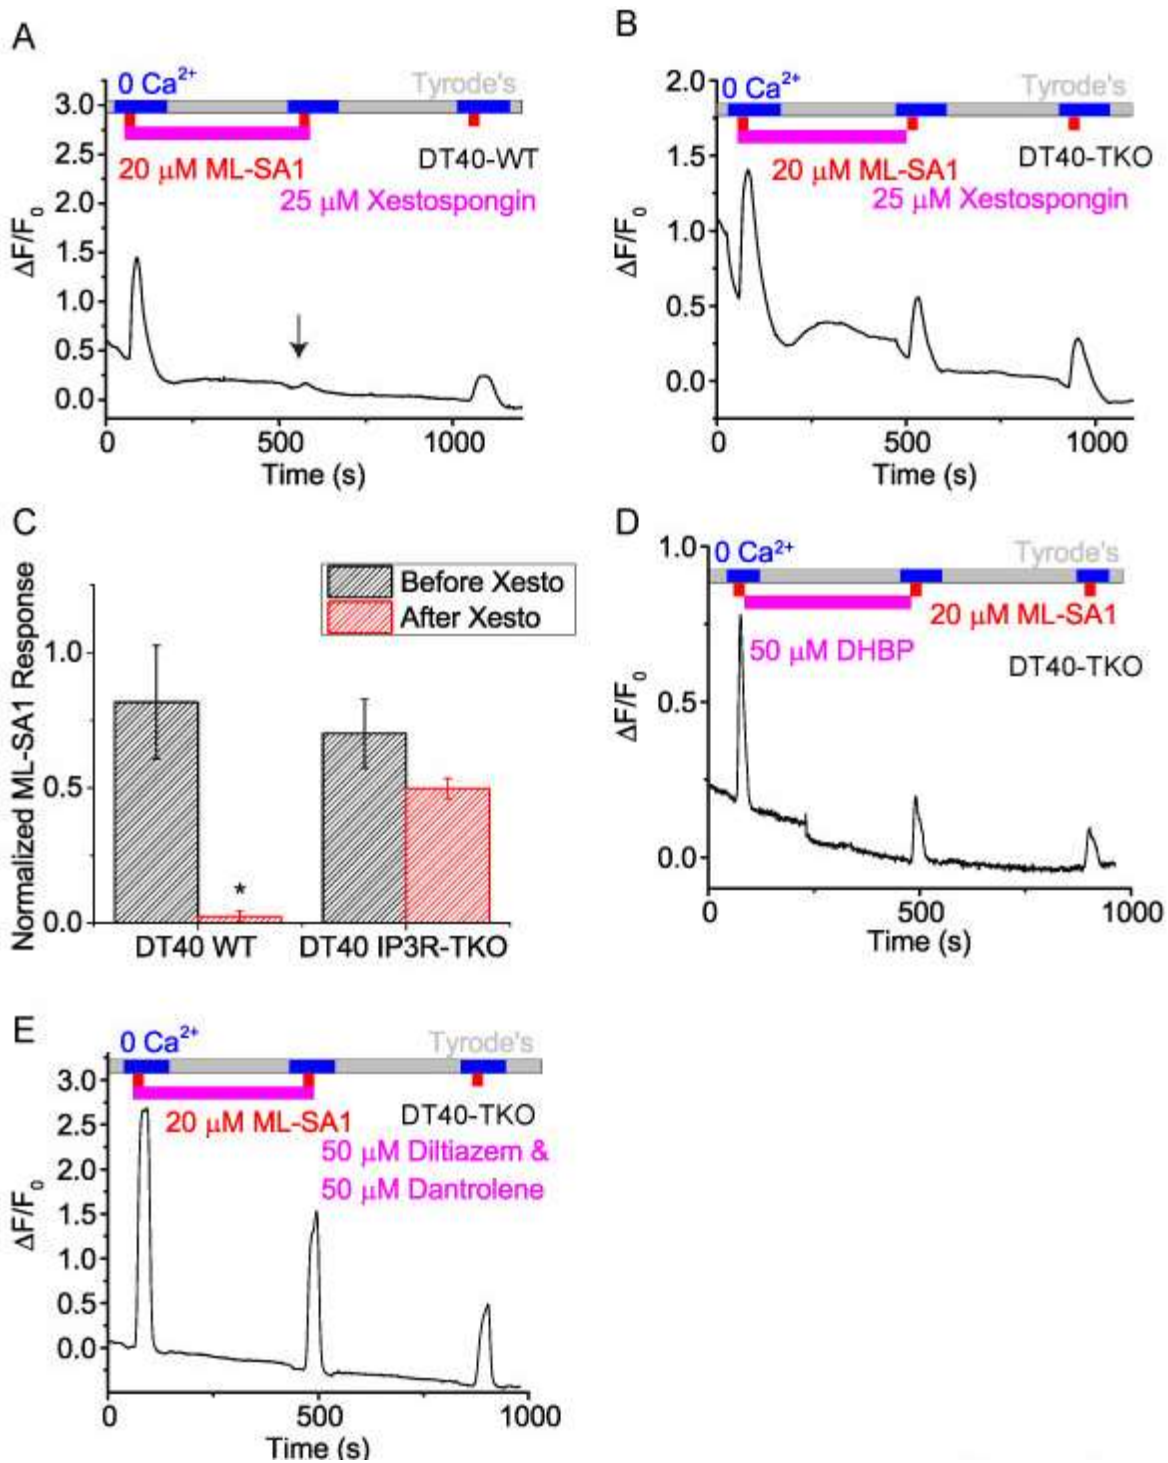 A
0 Ca²⁺
Tyrode's
3.0
2.5
2.0
1.5
1.0
0.5
0.0
ΔF/F₀
20 μM ML-SA1
DT40-WT
25 μM Xestospongin
0 500 1000
Time (s)
B
2.0
0 Ca²⁺
Tyrode's
1.5
1.0
0.5
0.0
ΔF/F₀
20 μM ML-SA1
DT40-TKO
25 μM Xestospongin
0 500 1000
Time (s)
C
Normalized ML-SA1 Response
1.0
0.5
0.0
Before Xesto
After Xesto
*
DT40 WT DT40 IP3R-TKO
D
1.0
0 Ca²⁺
Tyrode's
0.5
0.0
ΔF/F₀
20 μM ML-SA1
50 μM DHBP
DT40-TKO
0 500 1000
Time (s)
E
0 Ca²⁺
Tyrode's
3.0
2.5
2.0
1.5
1.0
0.5
0.0
ΔF/F₀
20 μM ML-SA1
DT40-TKO
50 μM Diltiazem &
50 μM Dantrolene
0 500 1000
Time (s)